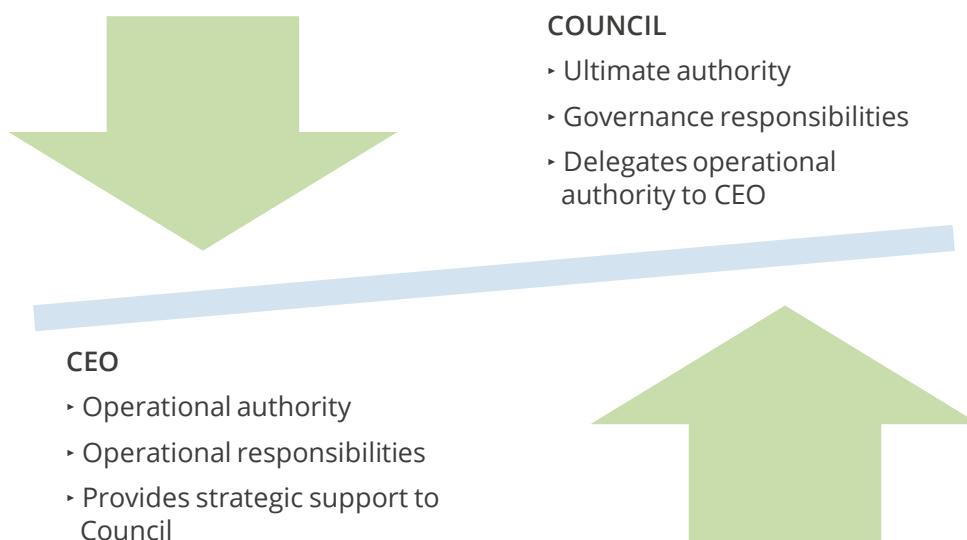 COUNCIL
‣ Ultimate authority
‣ Governance responsibilities
‣ Delegates operational
authority to CEO
CEO
‣ Operational authority
‣ Operational responsibilities
‣ Provides strategic support to
Council